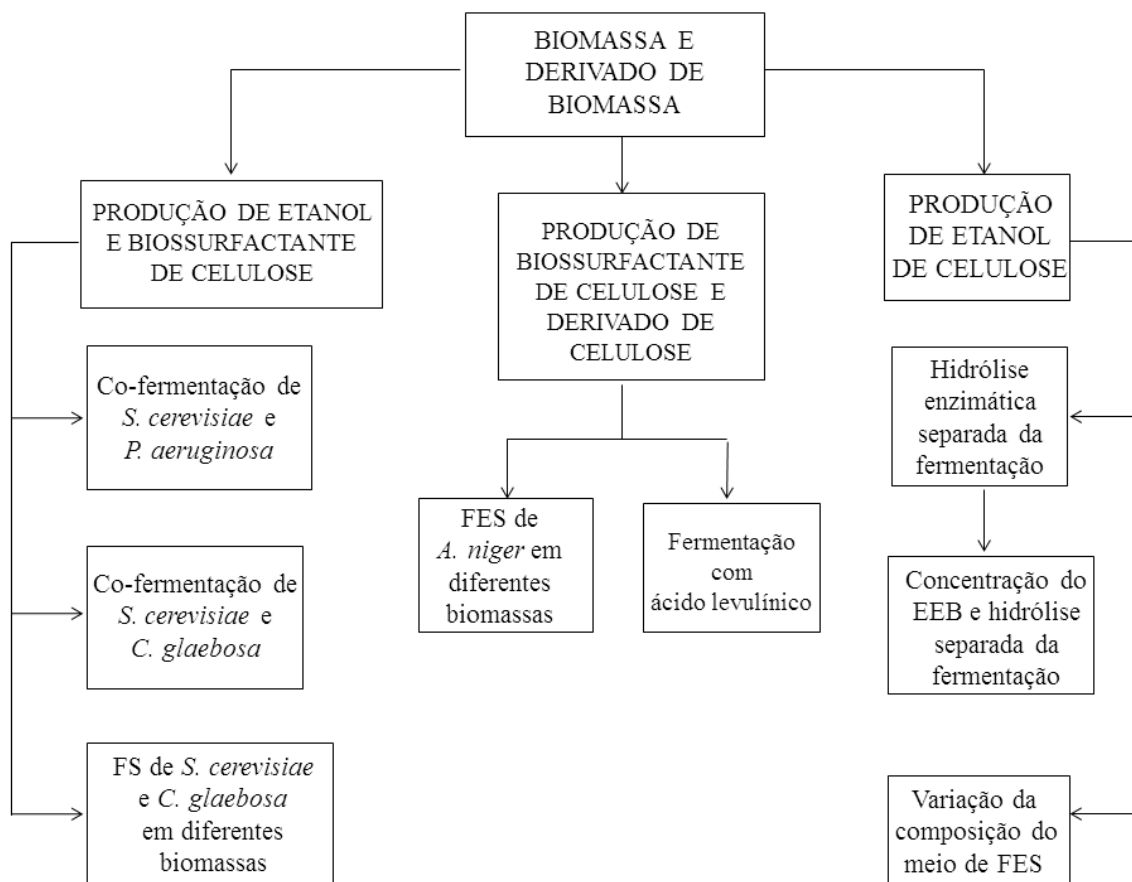 BIOMASSA E
DERIVADO DE
BIOMASSA
PRODUÇÃO DE ETANOL
E BIOSSURFACTANTE
DE CELULOSE
PRODUÇÃO DE
BIOSSURFACTANTE
DE CELULOSE E
DERIVADO DE
CELULOSE
PRODUÇÃO
DE ETANOL
DE CELULOSE
Co-fermentação de
S. cerevisiae e
P. aeruginosa
Co-fermentação de
S. cerevisiae e
C. glaebosa
FS de S. cerevisiae
e C. glaebosa
em diferentes
biomassas
FES de
A. niger em
diferentes
biomassas
Fermentação
com
ácido levulínico
Hidrólise
enzimática
separada da
fermentação
Concentração do
EEB e hidrólise
separada da
fermentação
Variação da
composição do
meio de FES